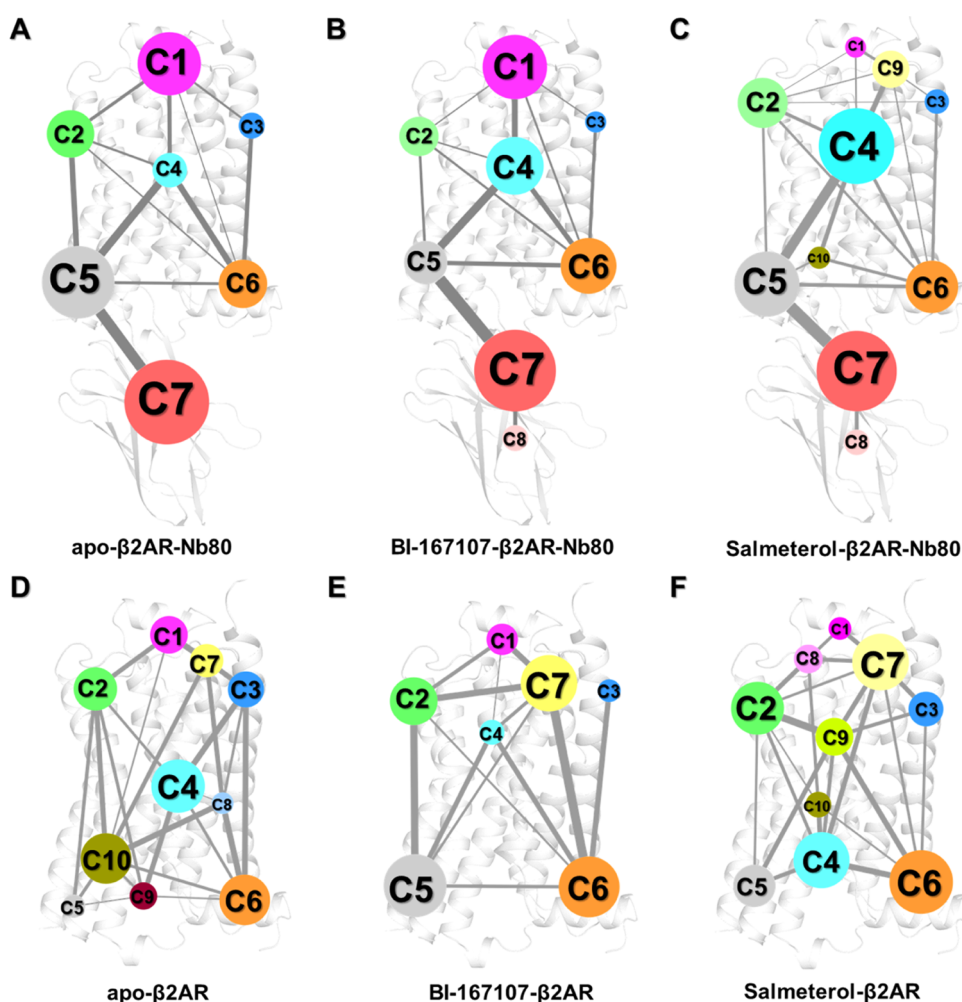 A
B
C
C1
C2
C3
C4
C5
C6
C7
C1
C2
C3
C4
C5
C6
C7
C8
C1
C9
C2
C3
C4
C10
C5
C6
C7
C8
apo-β2AR-Nb80
BI-167107-β2AR-Nb80
Salmeterol-β2AR-Nb80
D
E
F
C1
C7
C2
C3
C4
C8
C10
C9
C5
C6
C1
C7
C2
C3
C4
C5
C6
C1
C8
C7
C2
C3
C9
C10
C4
C5
C6
apo-β2AR
BI-167107-β2AR
Salmeterol-β2AR